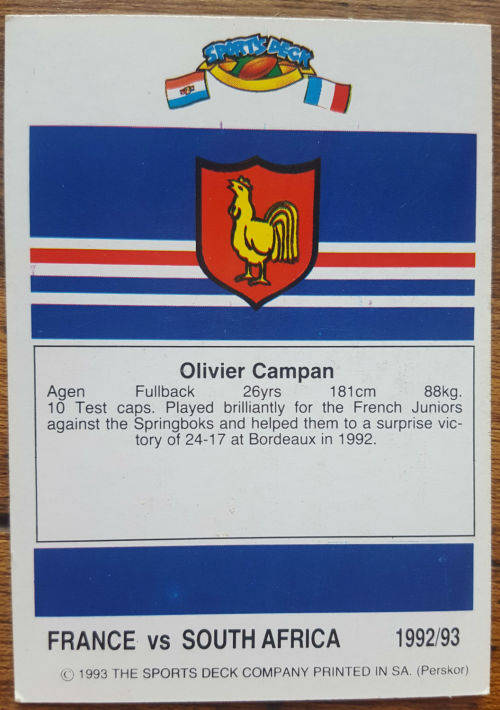 SPORTS DECK
Olivier Campan
Agen Fullback 26yrs 181cm 88kg.
10 Test caps. Played brilliantly for the French Juniors
against the Springboks and helped them to a surprise vic-
tory of 24-17 at Bordeaux in 1992.
FRANCE vs SOUTH AFRICA 1992/93
© 1993 THE SPORTS DECK COMPANY PRINTED IN SA. (Perskor)